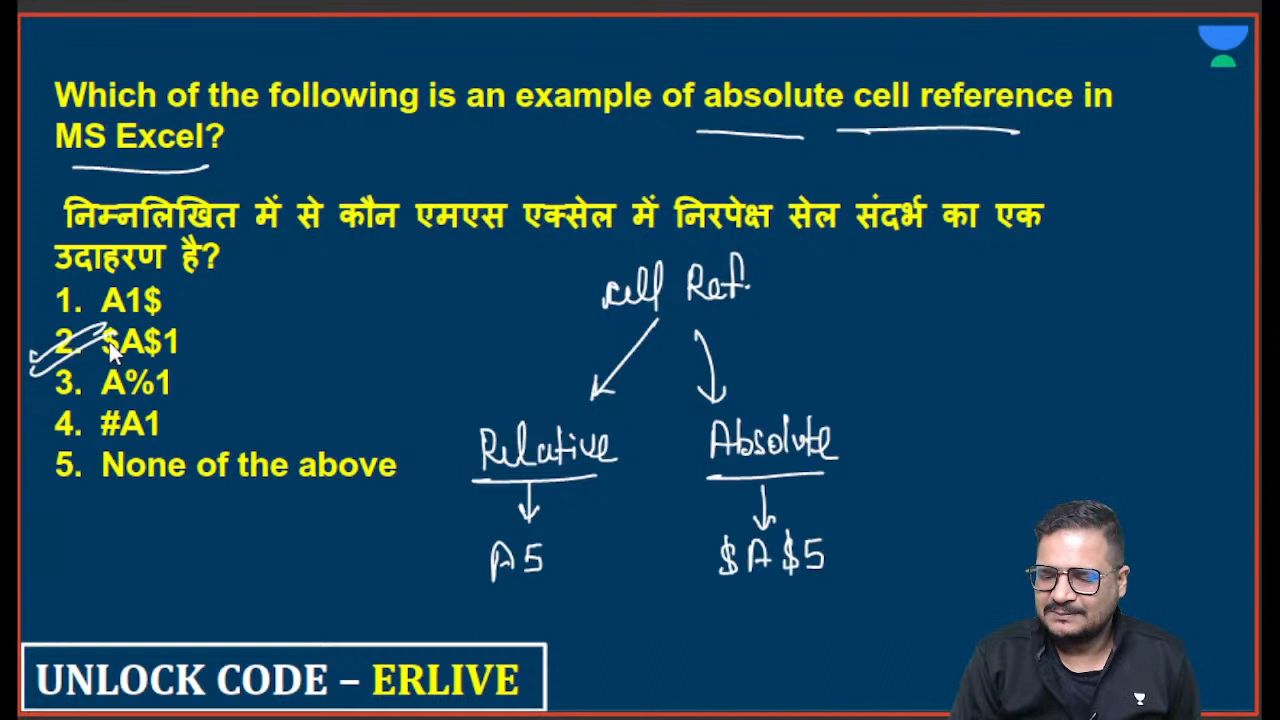 Which of the following is an example of absolute cell reference in
MS Excel?
निम्नलिखित में से कौन एमएस एक्सेल में निरपेक्ष सेल संदर्भ का एक
उदाहरण है?
1. A1$
2. $A$1
3. A%1
4. #A1
5. None of the above
cell Ref.
Relative
Absolute
A5
$A$5
UNLOCK CODE – ERLIVE